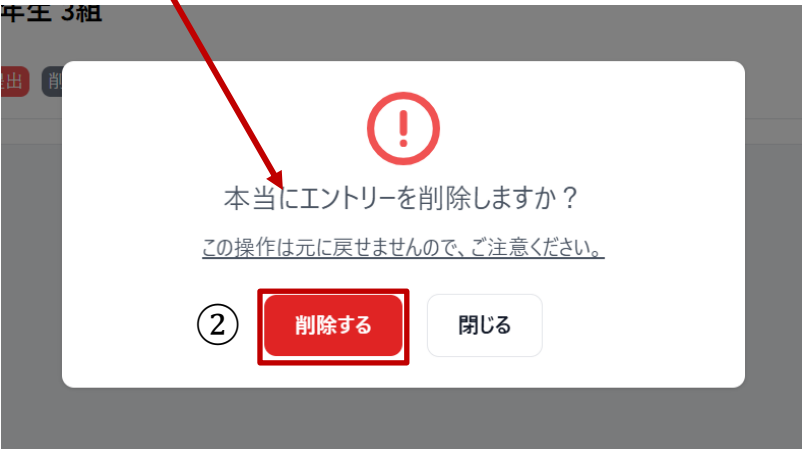 年生 3組
出 削
本当にエントリーを削除しますか？
この操作は元に戻せませんので、ご注意ください。
② 削除する 閉じる